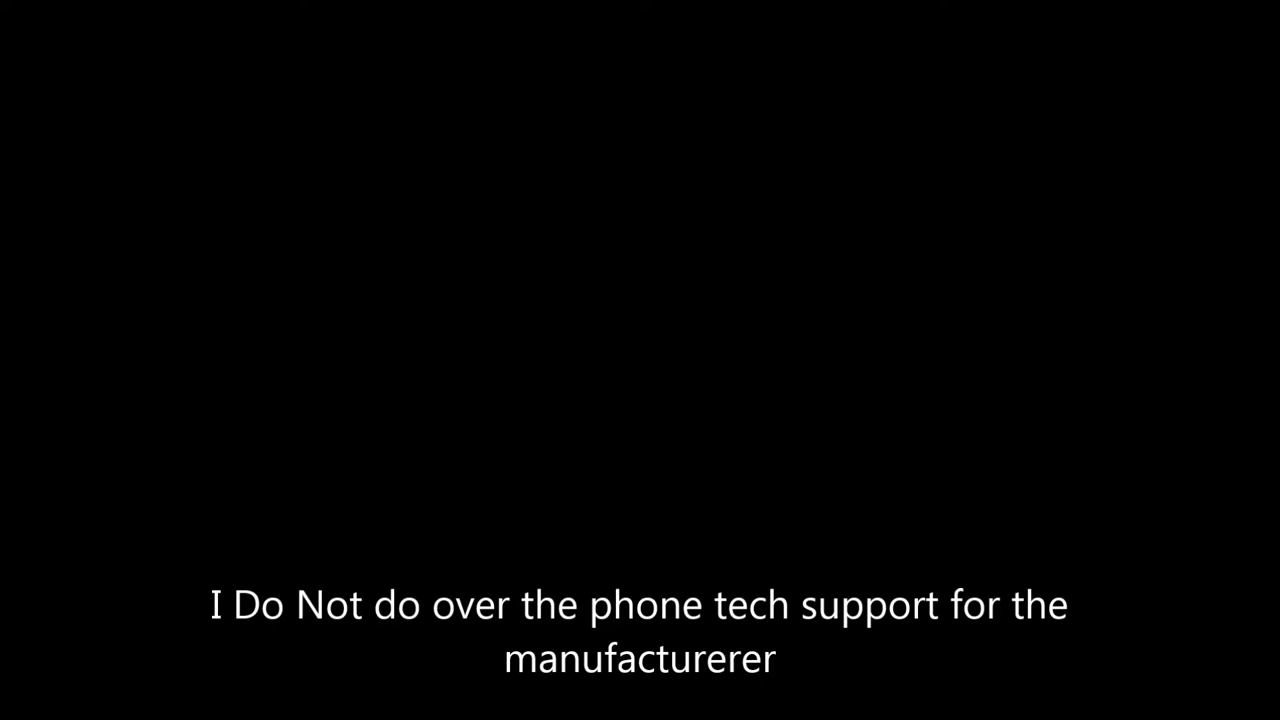 I Do Not do over the phone tech support for the
manufacturerer